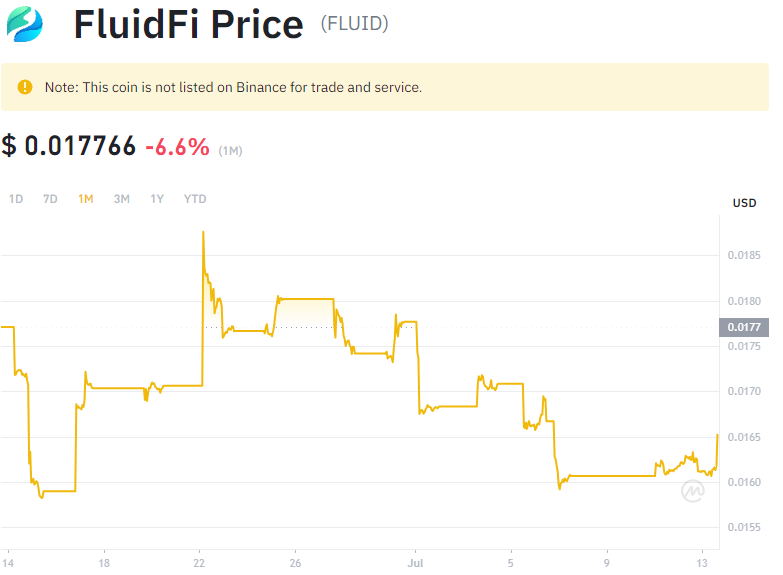 FluidFi Price (FLUID)
Note: This coin is not listed on Binance for trade and service.
$ 0.017766 -6.6% (1M)
1D 7D 1M 3M 1Y YTD
USD
0.0185
0.0180
0.0177
0.0175
0.0170
0.0165
0.0160
0.0155
14 18 22 26 Jul 5 9 13